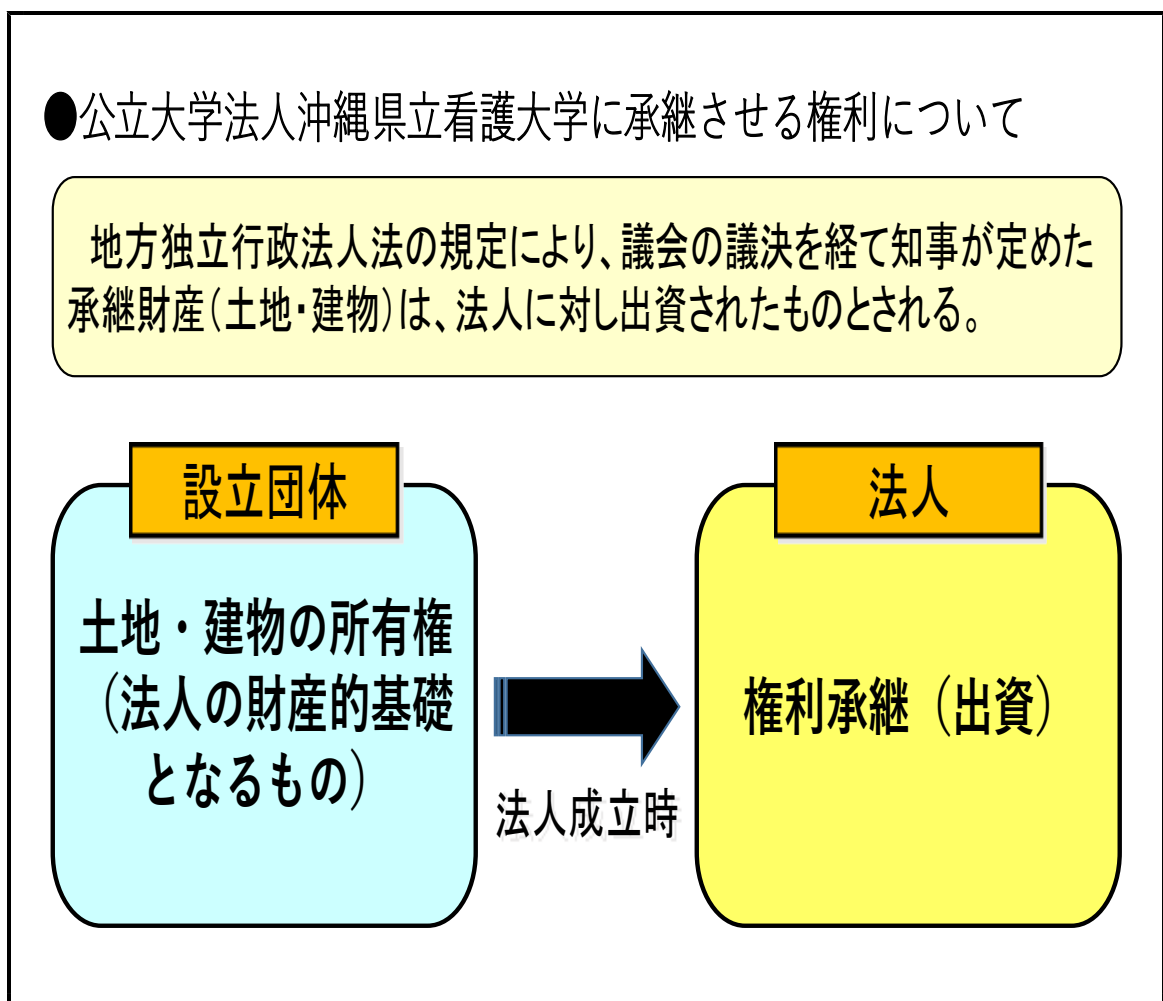 ●公立大学法人沖縄県立看護大学に承継させる権利について
地方独立行政法人法の規定により、議会の議決を経て知事が定めた
承継財産(土地・建物)は、法人に対し出資されたものとされる。
設立団体
土地・建物の所有権
（法人の財産的基礎
となるもの）
法人成立時
法人
権利承継（出資）